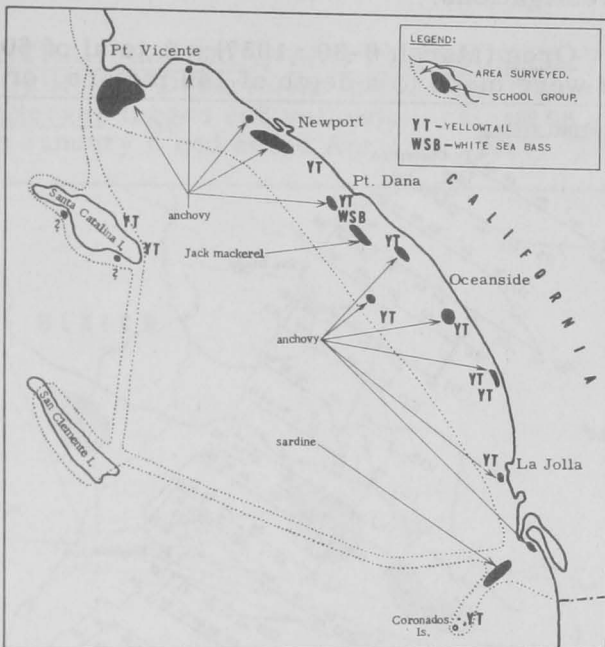 Pt. Vicente
LEGEND:
AREA SURVEYED.
SCHOOL GROUP.
YT - YELLOWTAIL
WSB - WHITE SEA BASS
Newport
YT
Pt. Dana
CALIFORNIA
anchovy
YT
WSB
Santa Catalina I.
YT
YT
?
?
Jack mackerel
YT
Oceanside
YT
YT
anchovy
YT
YT
San Clemente I.
sardine
YT
La Jolla
Coronados
Is.
YT